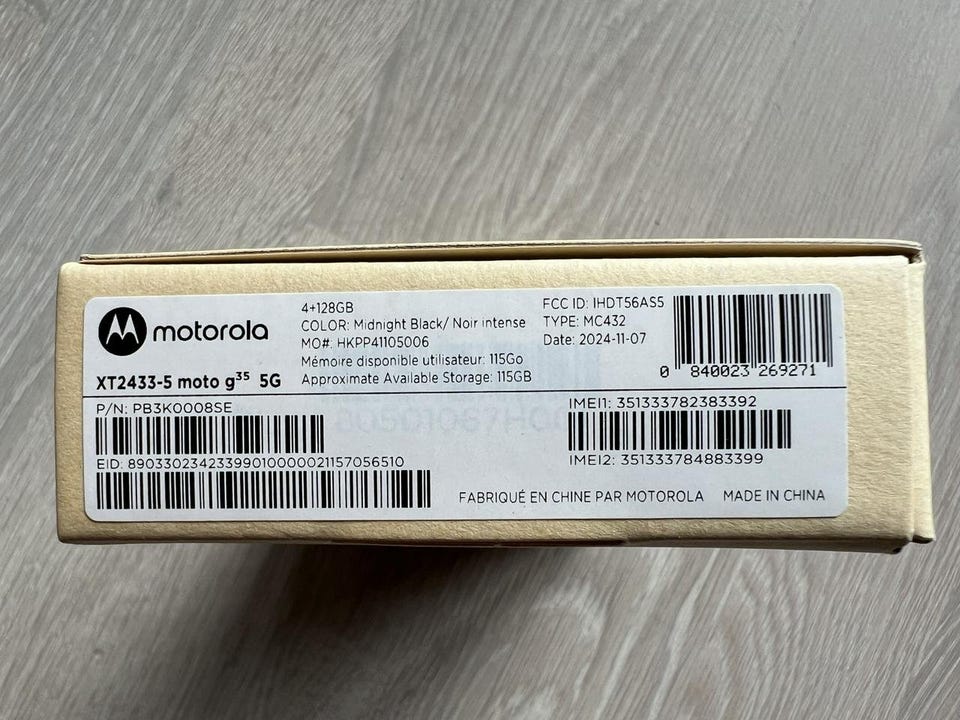 motorola
XT2433-5 moto g35 5G
4+128GB
COLOR: Midnight Black/ Noir intense
MO#: HKPP41105006
Mémoire disponible utilisateur: 115Go
Approximate Available Storage: 115GB
FCC ID: IHDT56AS5
TYPE: MC432
Date: 2024-11-07
0 840023 269271
P/N: PB3K0008SE
EID: 89033023423399010000021157056510
IMEI1: 351333782383392
IMEI2: 351333784883399
FABRIQUÉ EN CHINE PAR MOTOROLA MADE IN CHINA